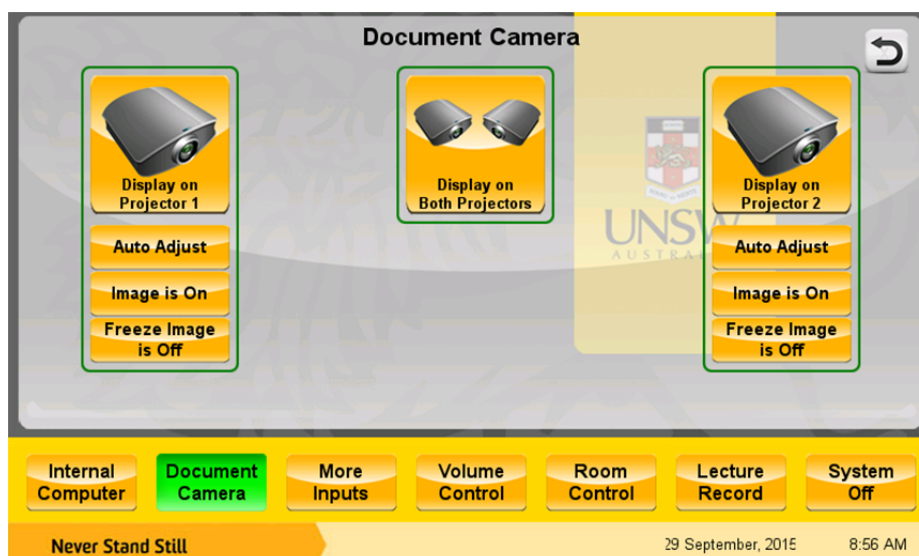 Document Camera
Display on
Projector 1
Auto Adjust
Image is On
Freeze Image
is Off
Display on
Both Projectors
Display on
Projector 2
Auto Adjust
Image is On
Freeze Image
is Off
UNSW
AUSTRAL
Internal
Computer
Document
Camera
More
Inputs
Volume
Control
Room
Control
Lecture
Record
System
Off
Never Stand Still
29 September, 2015
8:56 AM